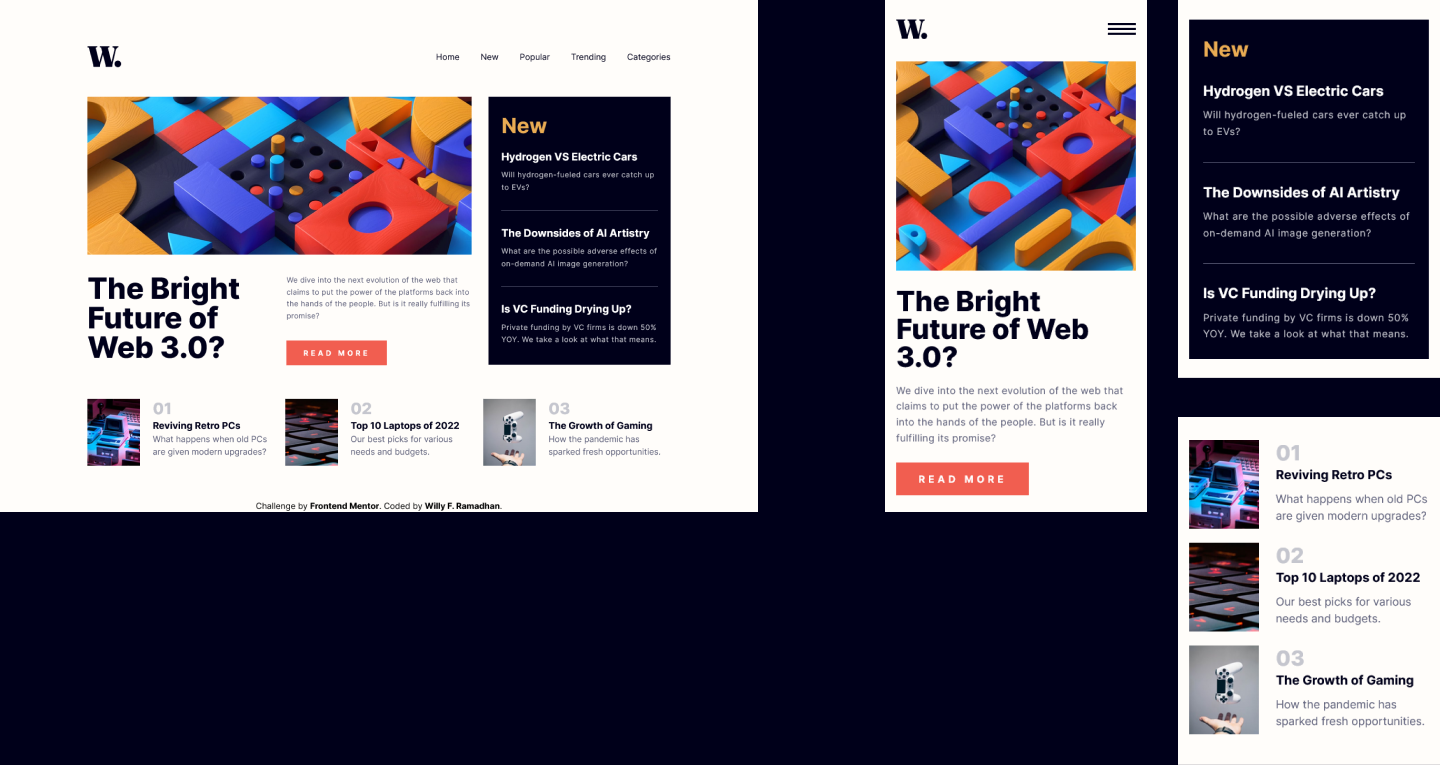 W.
Home New Popular Trending Categories
New
Hydrogen VS Electric Cars
Will hydrogen-fueled cars ever catch up
to EVs?
The Downsides of AI Artistry
What are the possible adverse effects of
on-demand AI image generation?
Is VC Funding Drying Up?
Private funding by VC firms is down 50%
YOY. We take a look at what that means.
The Bright
Future of
Web 3.0?
We dive into the next evolution of the web that
claims to put the power of the platforms back into
the hands of the people. But is it really fulfilling its
promise?
READ MORE
01
Reviving Retro PCs
What happens when old PCs
are given modern upgrades?
02
Top 10 Laptops of 2022
Our best picks for various
needs and budgets.
03
The Growth of Gaming
How the pandemic has
sparked fresh opportunities.
Challenge by Frontend Mentor. Coded by Willy F. Ramadhan.
W.
The Bright
Future of Web
3.0?
We dive into the next evolution of the web that
claims to put the power of the platforms back
into the hands of the people. But is it really
fulfilling its promise?
READ MORE
New
Hydrogen VS Electric Cars
Will hydrogen-fueled cars ever catch up
to EVs?
The Downsides of AI Artistry
What are the possible adverse effects of
on-demand AI image generation?
Is VC Funding Drying Up?
Private funding by VC firms is down 50%
YOY. We take a look at what that means.
01
Reviving Retro PCs
What happens when old PCs
are given modern upgrades?
02
Top 10 Laptops of 2022
Our best picks for various
needs and budgets.
03
The Growth of Gaming
How the pandemic has
sparked fresh opportunities.